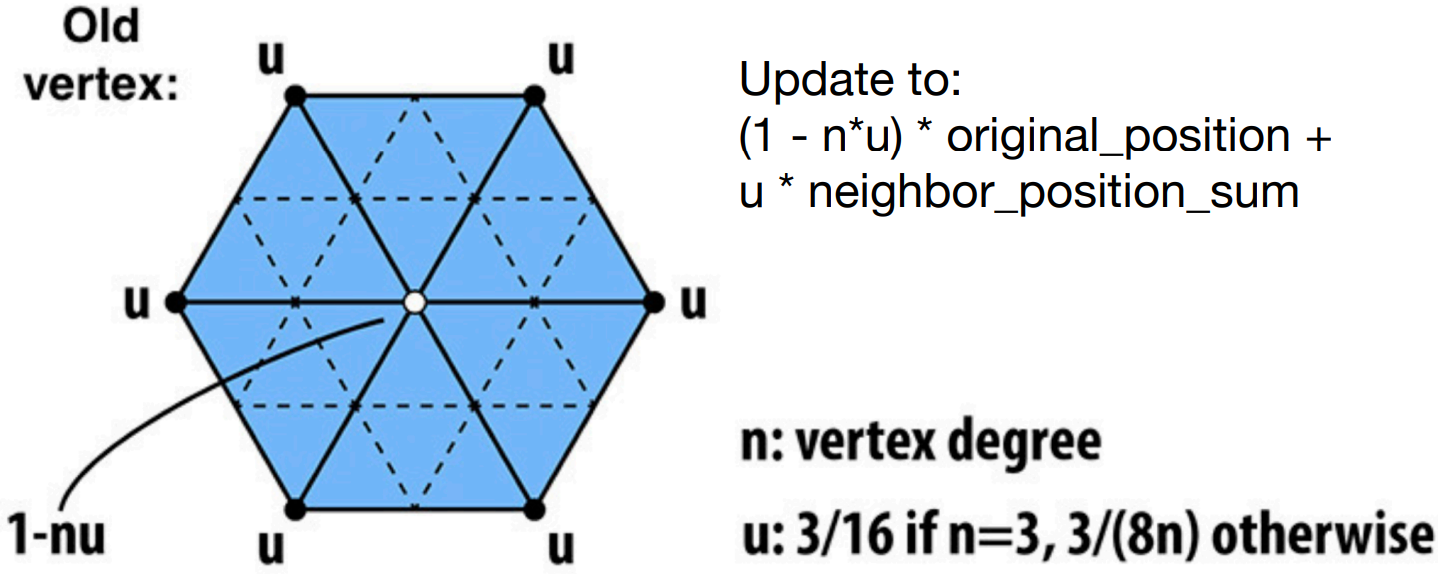 Old
vertex:
u
u
u
u
1-nu
u
u
Update to:
(1 - n*u) * original_position +
u * neighbor_position_sum
n: vertex degree
u: 3/16 if n=3, 3/(8n) otherwise